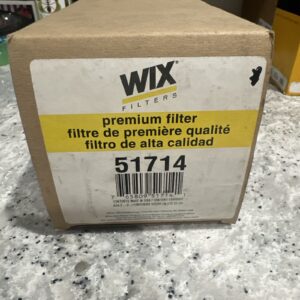 WIX
FILTERS
premium filter
filtre de première qualité
filtro de alta calidad
51714